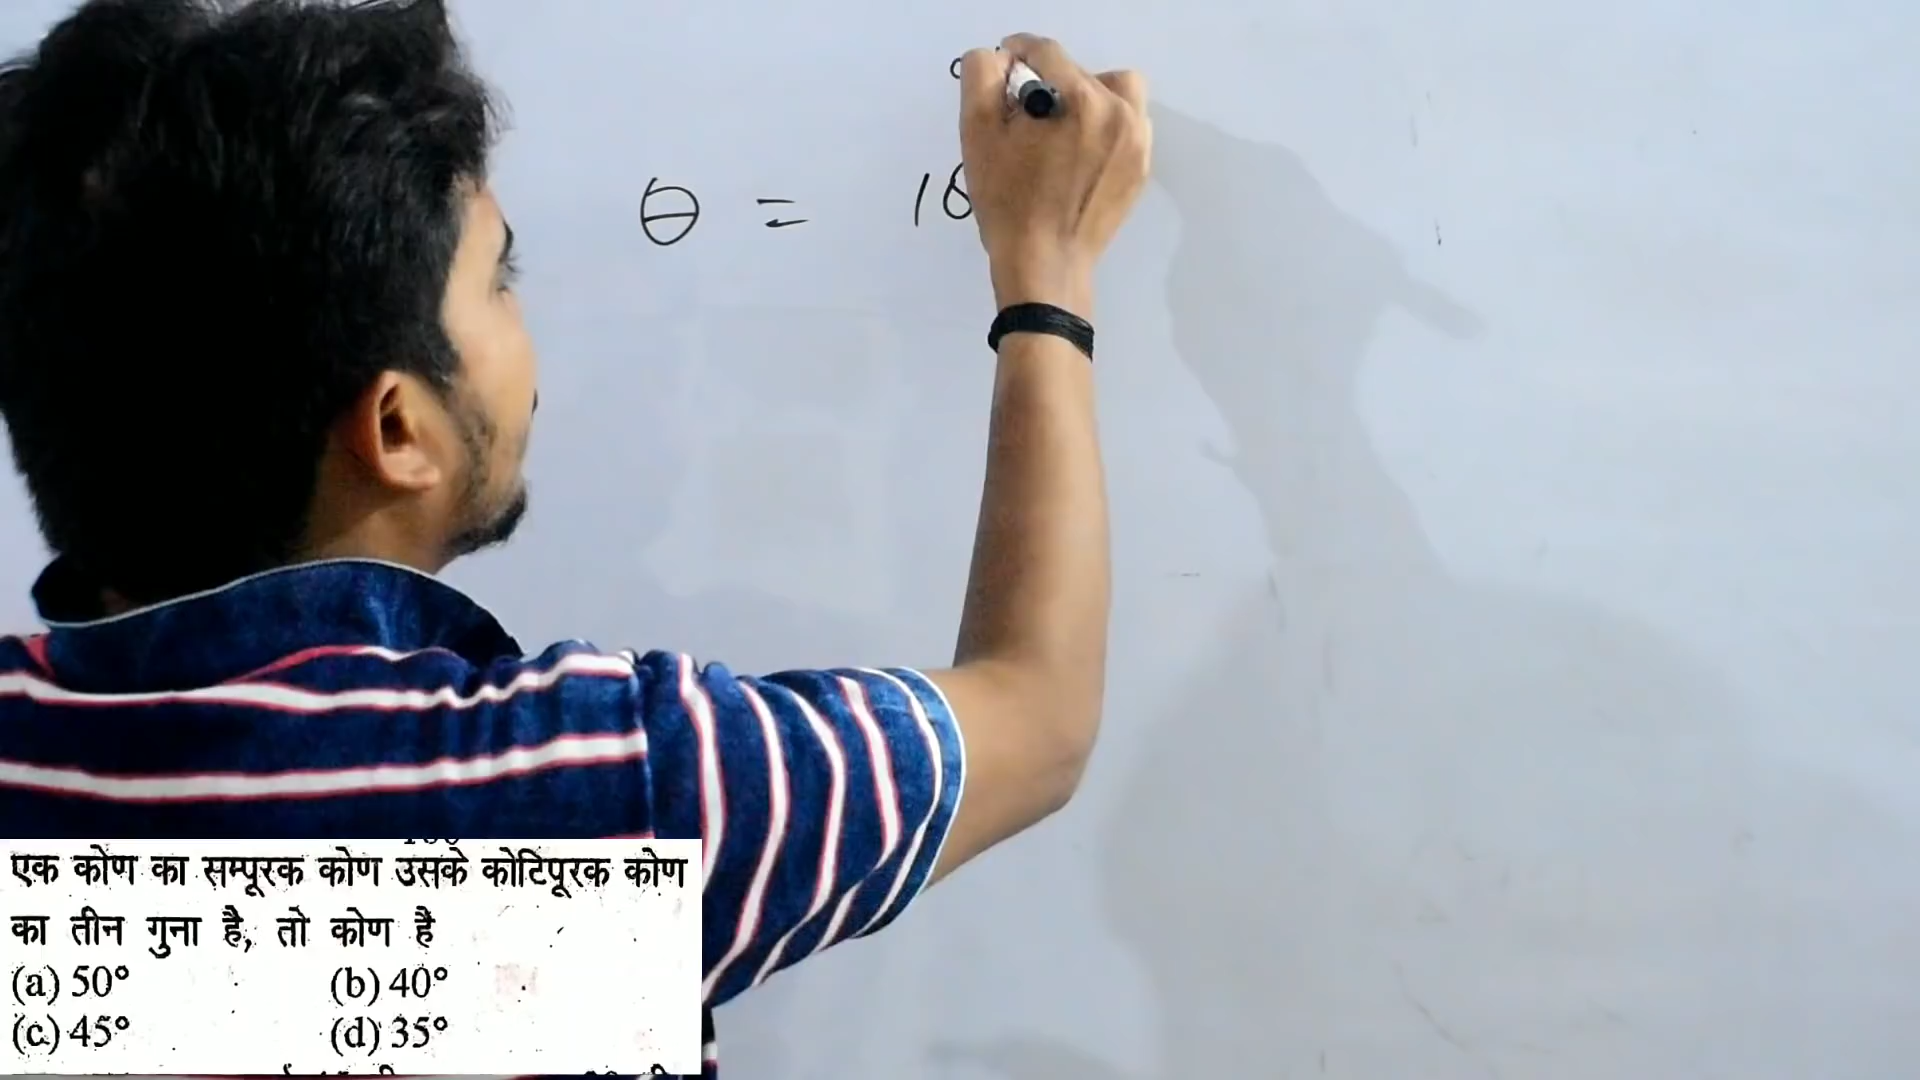 θ = 18
एक कोण का सम्पूरक कोण उसके कोटिपूरक कोण
का तीन गुना है, तो कोण है
(a) 50° (b) 40°
(c) 45° (d) 35°